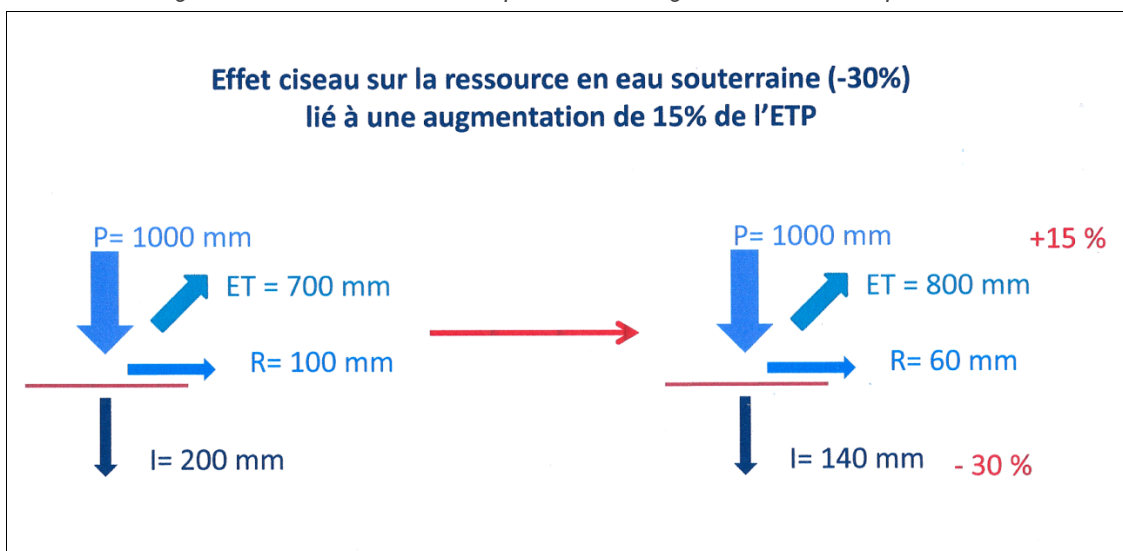 Effet ciseau sur la ressource en eau souterraine (-30%)
lié à une augmentation de 15% de l'ETP
P= 1000 mm
ET = 700 mm
R= 100 mm
I= 200 mm
P= 1000 mm
+15 %
ET = 800 mm
R= 60 mm
I= 140 mm
- 30 %